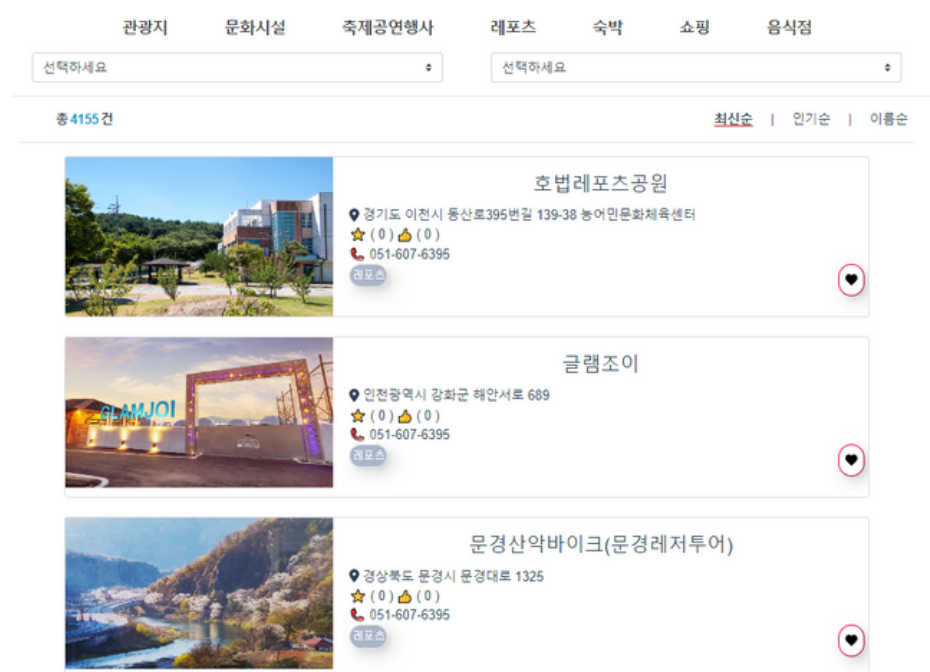 관광지 문화시설 축제공연행사 레포츠 숙박 쇼핑 음식점
선택하세요 선택하세요
총 4155 건 최신순 | 인기순 | 이름순
호법레포츠공원
경기도 이천시 동산로395번길 139-38 농어민문화체육센터
( 0 ) ( 0 )
051-607-6395
레포츠
GLAMJOI
글램조이
인천광역시 강화군 해안서로 689
( 0 ) ( 0 )
051-607-6395
레포츠
문경산악바이크(문경레저투어)
경상북도 문경시 문경대로 1325
( 0 ) ( 0 )
051-607-6395
레포츠